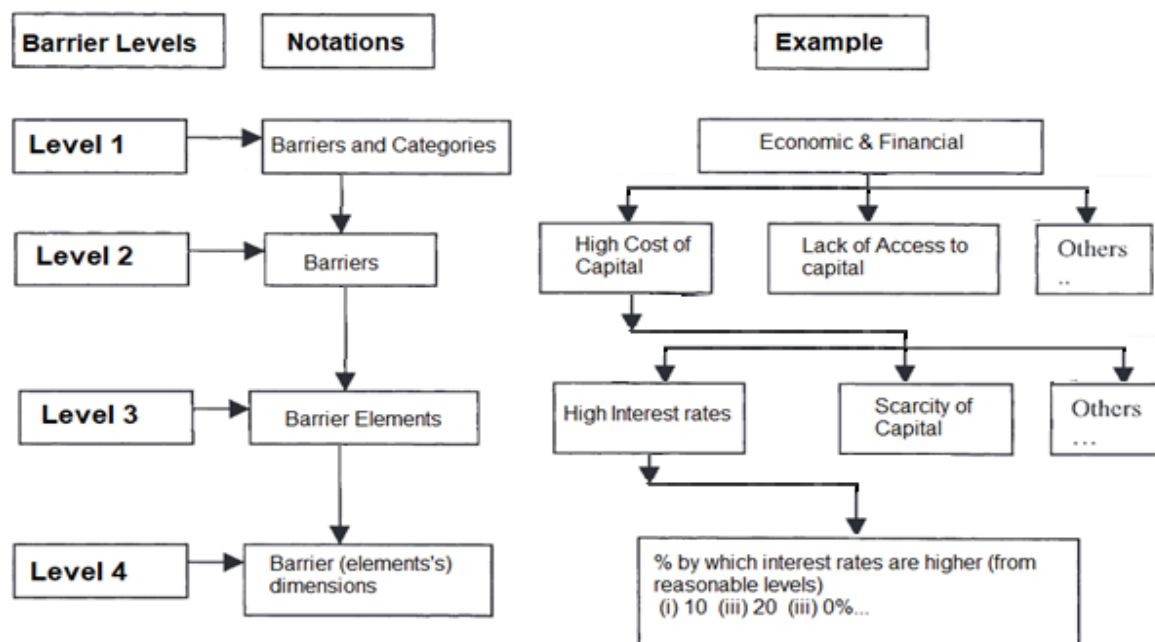 Barrier Levels
Notations
Example
Level 1
Barriers and Categories
Economic & Financial
Level 2
Barriers
High Cost of
Capital
Lack of Access to
capital
Others
..
Level 3
Barrier Elements
High Interest rates
Scarcity of
Capital
Others
...
Level 4
Barrier (elements's)
dimensions
% by which interest rates are higher (from
reasonable levels)
(i) 10 (iii) 20 (iii) 0%...